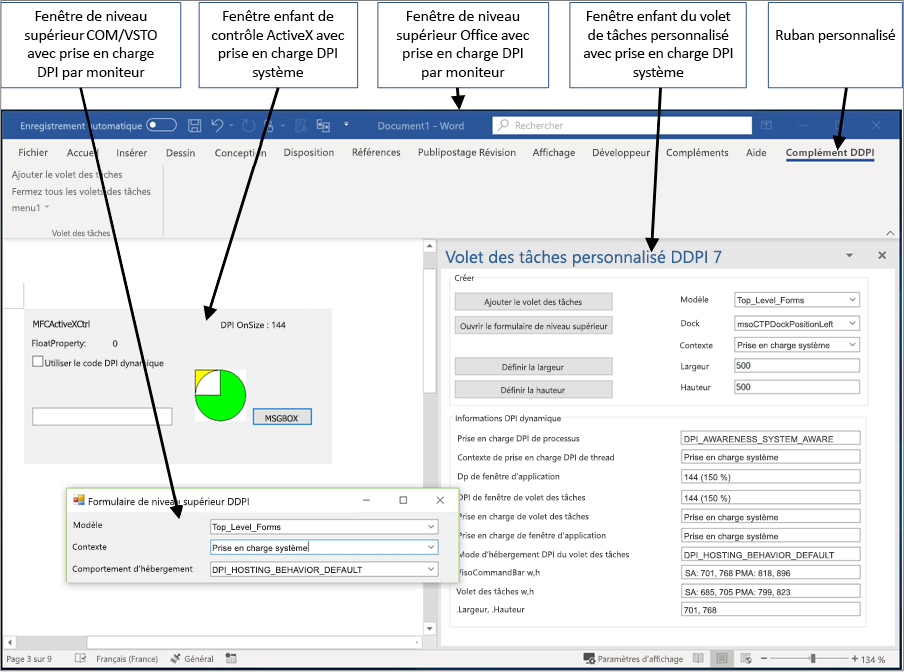 Fenêtre de niveau
supérieur COM/VSTO
avec prise en charge
DPI par moniteur
Fenêtre enfant de
contrôle ActiveX avec
prise en charge DPI
système
Fenêtre de niveau
supérieur Office avec
prise en charge DPI
par moniteur
Fenêtre enfant du volet
de tâches personnalisé
avec prise en charge DPI
système
Ruban personnalisé
Enregistrement automatique
Document1 - Word
Rechercher
Fichier Accueil Insérer Dessin Conception Disposition Références Publipostage Révision Affichage Développeur Compléments Aide Complément DDPI
Ajouter le volet des tâches
Fermez tous les volets des tâches
menu1
Volet des tâches
MFCActiveXCtrl
DPI OnSize : 144
FloatProperty: 0
Utiliser le code DPI dynamique
MSGBOX
Formulaire de niveau supérieur DDPI
Modèle Top_Level_Forms
Contexte Prise en charge système
Comportement d'hébergement DPI_HOSTING_BEHAVIOR_DEFAULT
Volet des tâches personnalisé DDPI 7
Créer
Ajouter le volet des tâches
Ouvrir le formulaire de niveau supérieur
Définir la largeur
Définir la hauteur
Modèle Top_Level_Forms
Dock msoCTPDockPositionLeft
Contexte Prise en charge système
Largeur 500
Hauteur 500
Informations DPI dynamique
Prise en charge DPI de processus DPI_AWARENESS_SYSTEM_AWARE
Contexte de prise en charge DPI de thread Prise en charge système
Dp de fenêtre d'application 144 (150 %)
DPI de fenêtre de volet des tâches 144 (150 %)
Prise en charge de volet des tâches Prise en charge système
Prise en charge de fenêtre d'application Prise en charge système
Mode d'hébergement DPI du volet des tâches DPI_HOSTING_BEHAVIOR_DEFAULT
VisoCommandBar w,h SA: 701, 768 PMA: 818, 896
Volet des tâches w,h SA: 685, 705 PMA: 799, 823
.Largeur, .Hauteur 701, 768
Page 3 sur 9 Français (France) Général Paramètres d'affichage 134 %